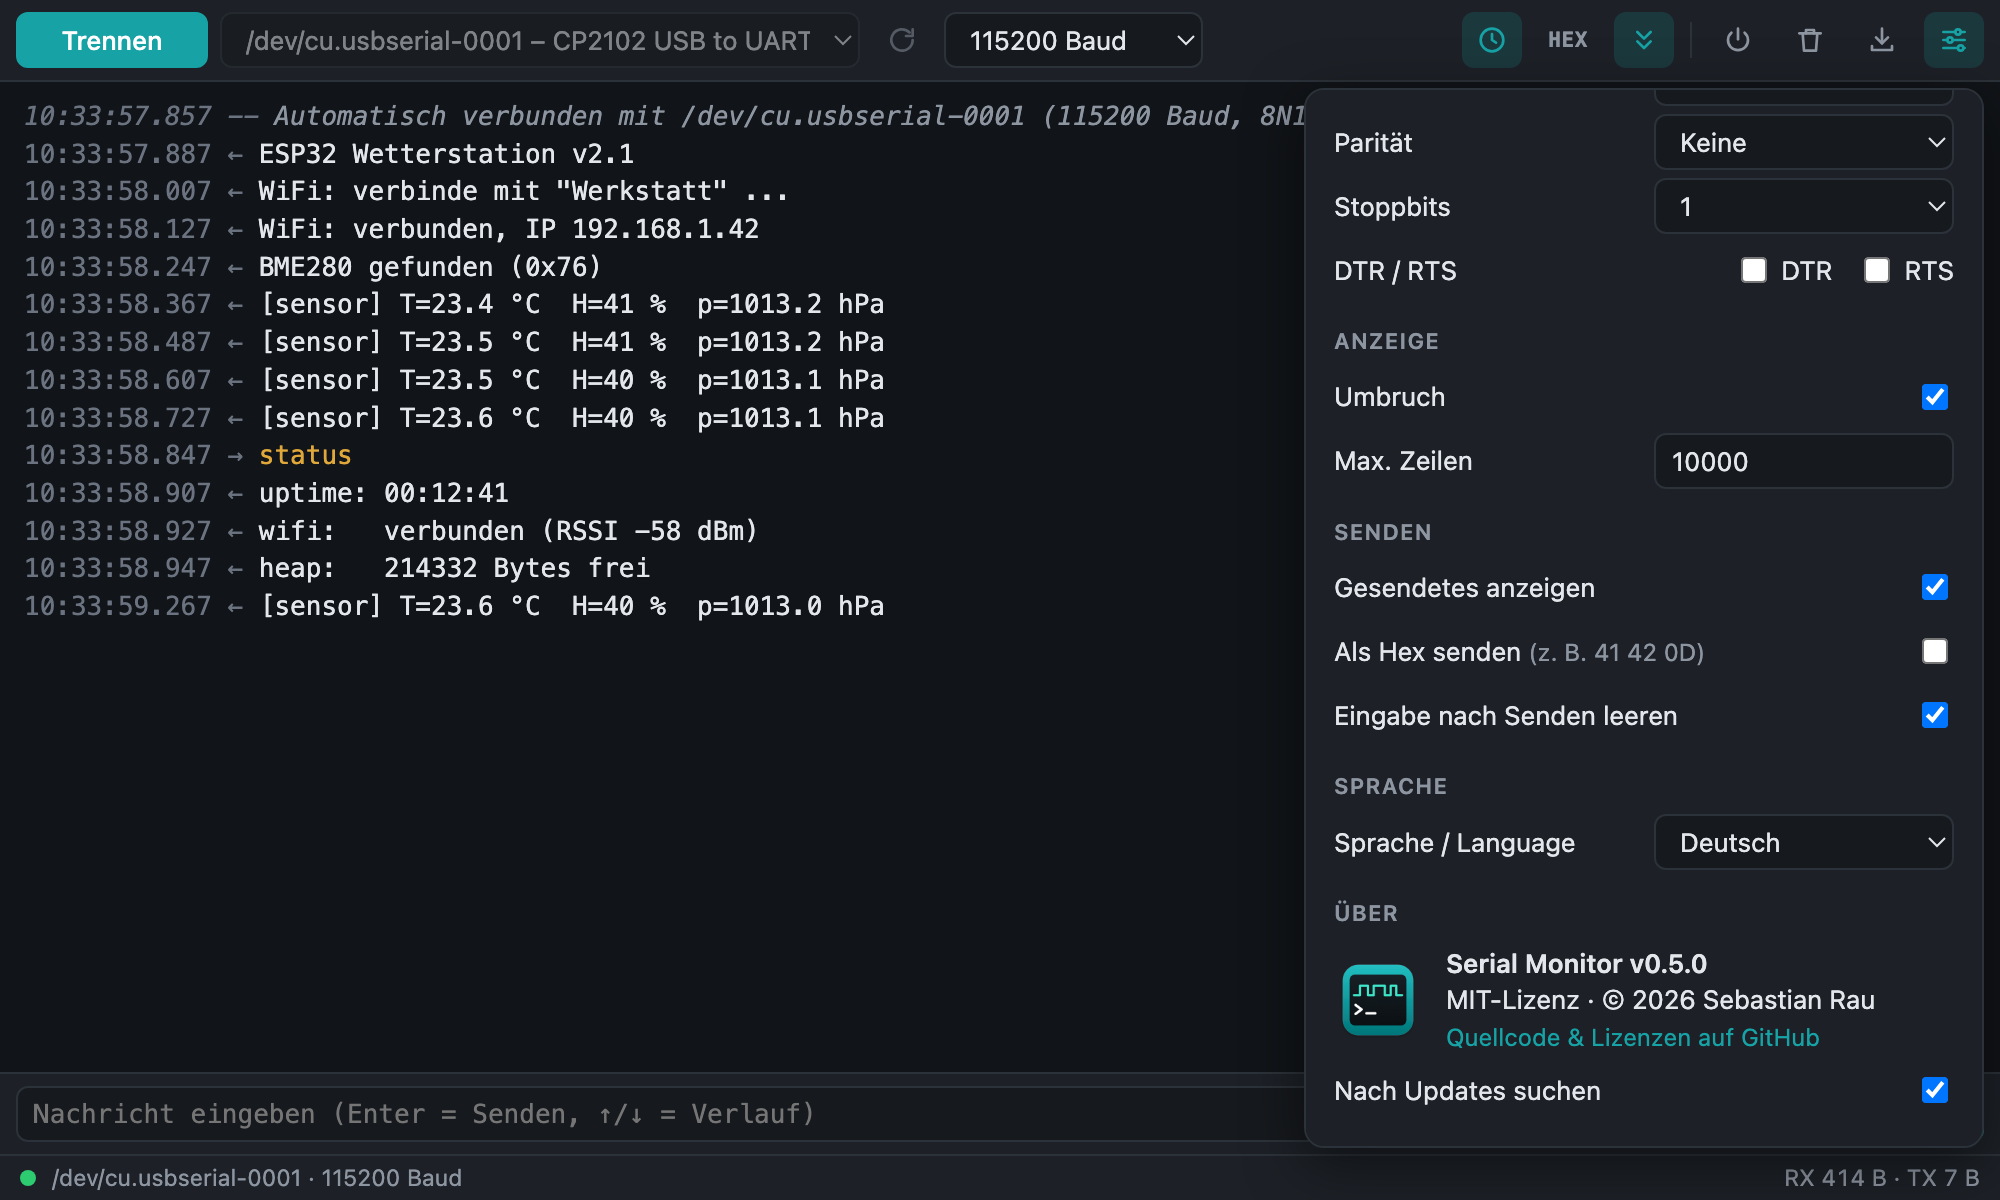 Trennen
/dev/cu.usbserial-0001 – CP2102 USB to UART
115200 Baud
HEX
10:33:57.857 -- Automatisch verbunden mit /dev/cu.usbserial-0001 (115200 Baud, 8N1
10:33:57.887 ← ESP32 Wetterstation v2.1
10:33:58.007 ← WiFi: verbinde mit "Werkstatt" ...
10:33:58.127 ← WiFi: verbunden, IP 192.168.1.42
10:33:58.247 ← BME280 gefunden (0x76)
10:33:58.367 ← [sensor] T=23.4 °C  H=41 %  p=1013.2 hPa
10:33:58.487 ← [sensor] T=23.5 °C  H=41 %  p=1013.2 hPa
10:33:58.607 ← [sensor] T=23.5 °C  H=40 %  p=1013.1 hPa
10:33:58.727 ← [sensor] T=23.6 °C  H=40 %  p=1013.1 hPa
10:33:58.847 → status
10:33:58.907 ← uptime: 00:12:41
10:33:58.927 ← wifi:   verbunden (RSSI -58 dBm)
10:33:58.947 ← heap:   214332 Bytes frei
10:33:59.267 ← [sensor] T=23.6 °C  H=40 %  p=1013.0 hPa
Parität Keine
Stoppbits 1
DTR / RTS DTR RTS
ANZEIGE
Umbruch
Max. Zeilen 10000
SENDEN
Gesendetes anzeigen
Als Hex senden (z. B. 41 42 0D)
Eingabe nach Senden leeren
SPRACHE
Sprache / Language Deutsch
ÜBER
Serial Monitor v0.5.0
MIT-Lizenz · © 2026 Sebastian Rau
Quellcode & Lizenzen auf GitHub
Nach Updates suchen
Nachricht eingeben (Enter = Senden, ↑/↓ = Verlauf)
/dev/cu.usbserial-0001 · 115200 Baud
RX 414 B · TX 7 B